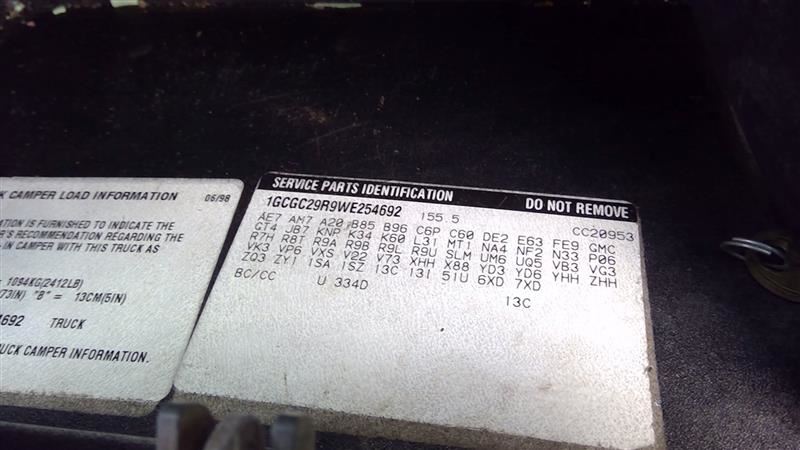 K CAMPER LOAD INFORMATION 06/98
ATION IS FURNISHED TO INDICATE THE
R'S RECOMMENDATION REGARDING THE
IN CAMPER WITH THIS TRUCK AS
1094KG(2412LB)
73IN) "B" = 13CM(5IN)
4692 TRUCK
UCK CAMPER INFORMATION.
SERVICE PARTS IDENTIFICATION DO NOT REMOVE
1GCGC29R9WE254692 155.5 CC20953
AE7 AM7 A20 B85 B96 C6P C60 DE2 E63 FE9 GMC
GT4 JB7 KNP K34 K60 L31 MT1 NA4 NF2 N33 P06
R7H R8T R9A R9B R9L R9U SLM UM6 UQ5 VB3 VG3
VK3 VP6 VXS V22 V73 XHH X88 YD3 YD6 YHH ZHH
ZQ3 ZY1 1SA 1SZ 13C 13I 51U 6XD 7XD
BC/CC U 334D 13C